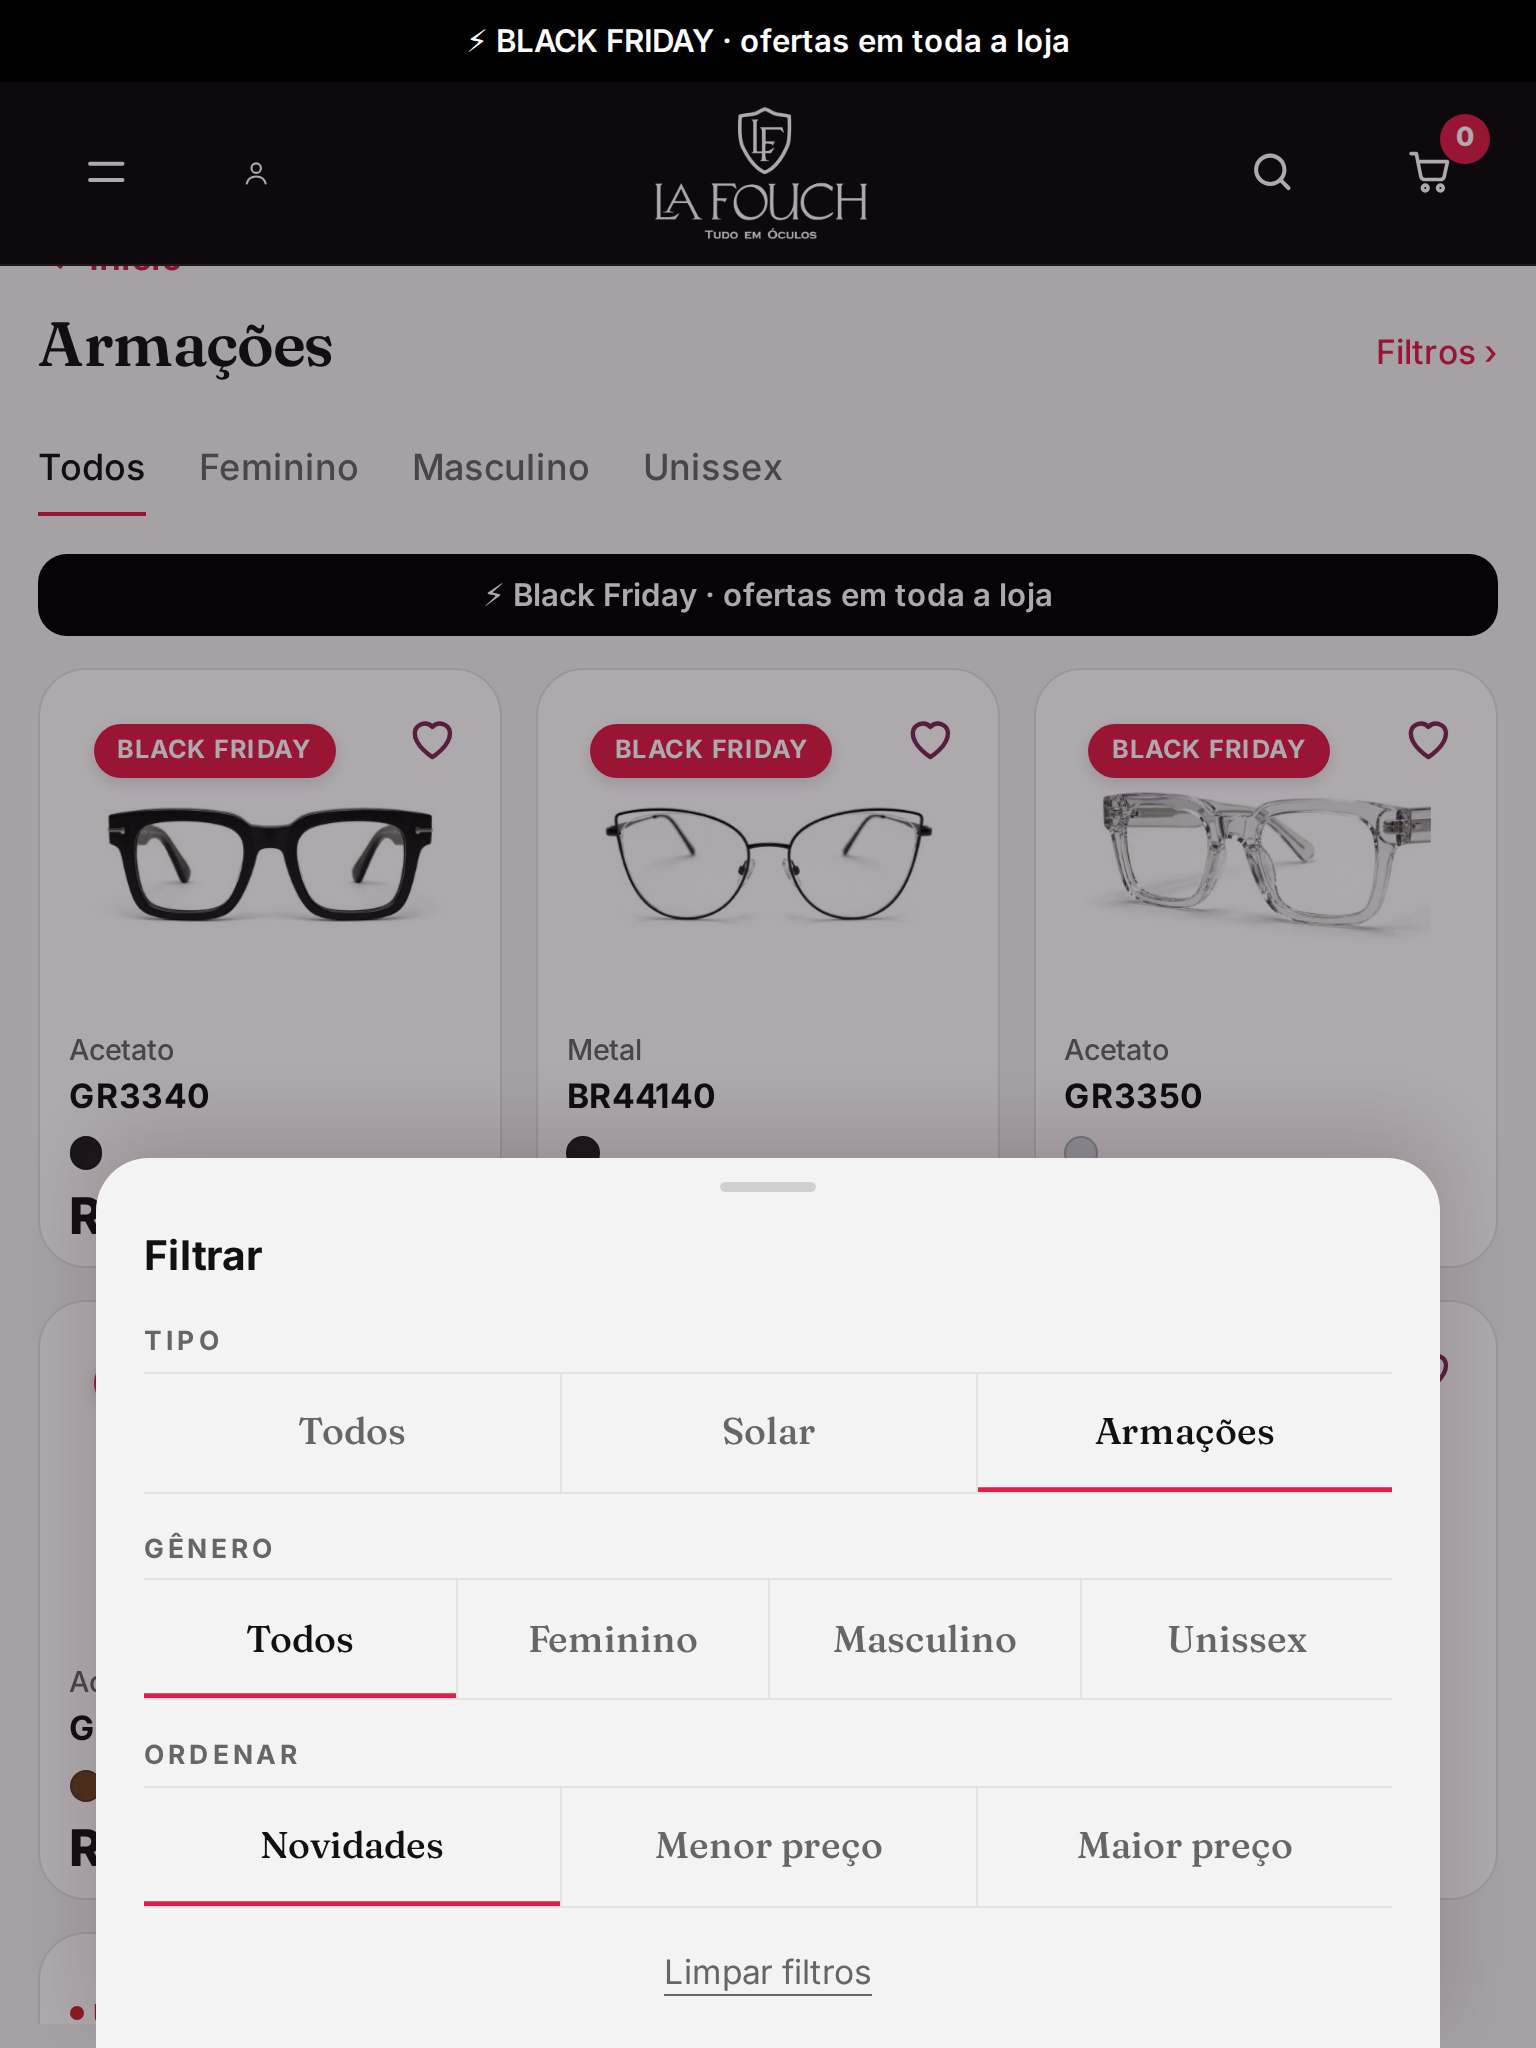 ⚡ BLACK FRIDAY · ofertas em toda a loja
0
LF
LA FOUCH
TUDO EM ÓCULOS
Armações
Filtros ›
Todos Feminino Masculino Unissex
⚡ Black Friday · ofertas em toda a loja
BLACK FRIDAY BLACK FRIDAY BLACK FRIDAY
Acetato Metal Acetato
GR3340 BR44140 GR3350
Filtrar
TIPO
Todos Solar Armações
GÊNERO
Todos Feminino Masculino Unissex
ORDENAR
Novidades Menor preço Maior preço
Limpar filtros